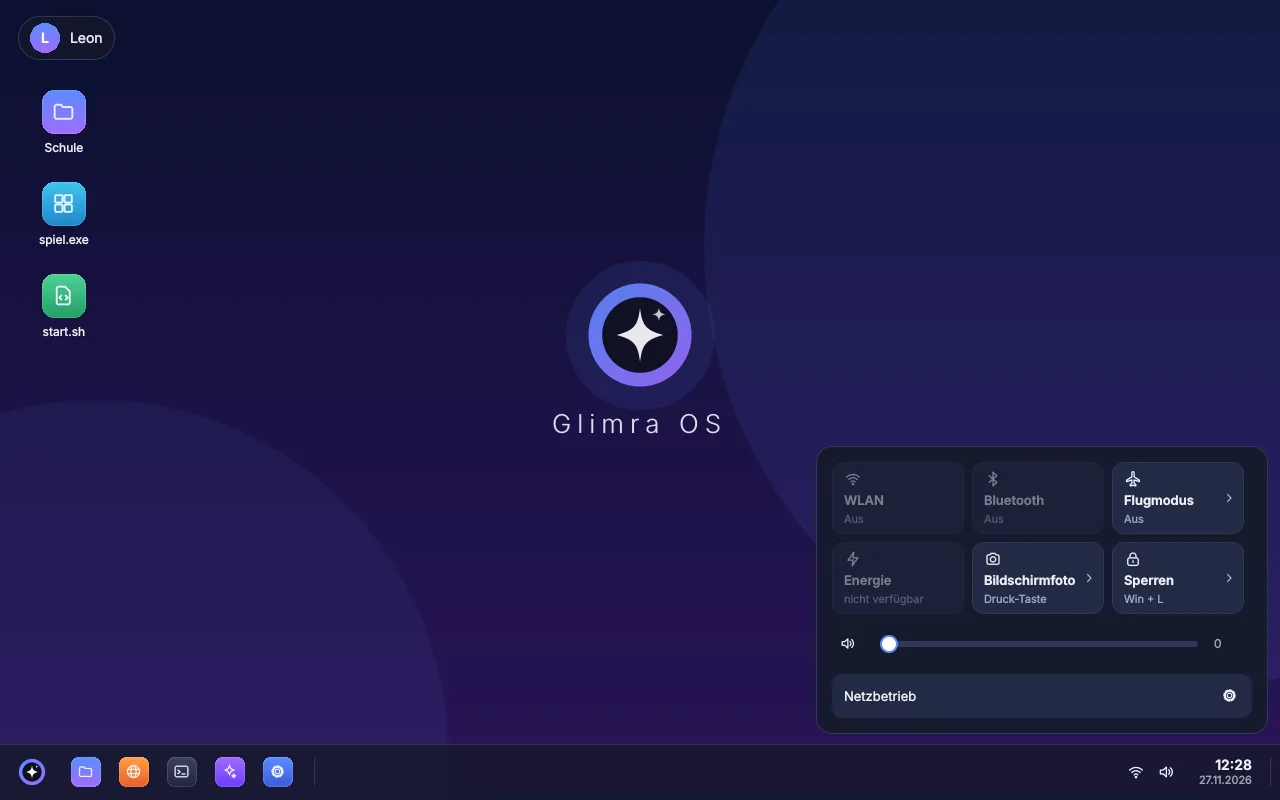 L Leon
Schule
spiel.exe
start.sh
Glimra OS
WLAN
Aus
Bluetooth
Aus
Flugmodus
Aus
Energie
nicht verfügbar
Bildschirmfoto
Druck-Taste
Sperren
Win + L
0
Netzbetrieb
12:28
27.11.2026